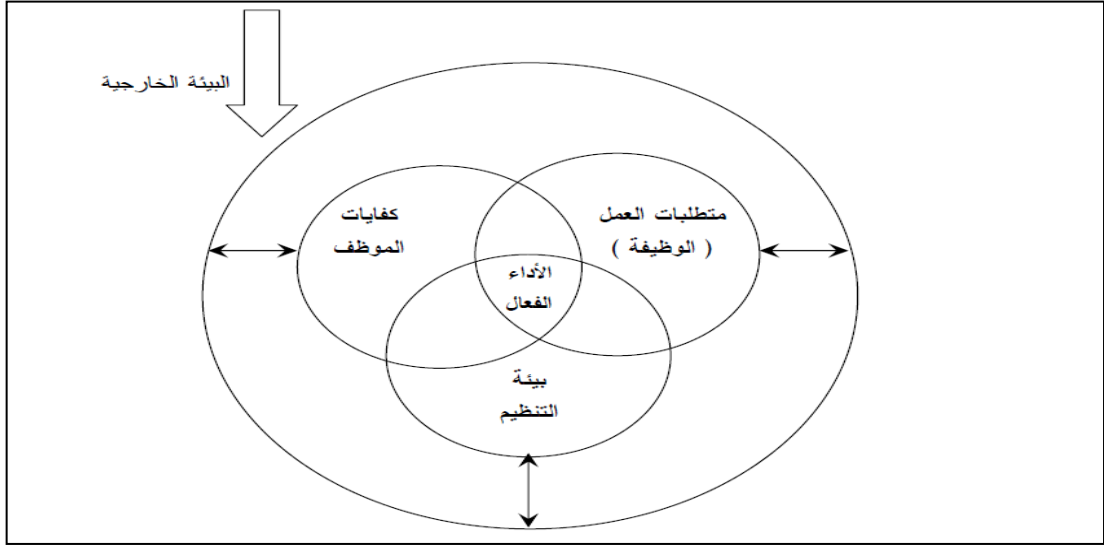 البيئة الخارجية
متطلبات العمل
( الوظيفة )
كفايات
الموظف
الأداء
الفعال
بيئة
التنظيم